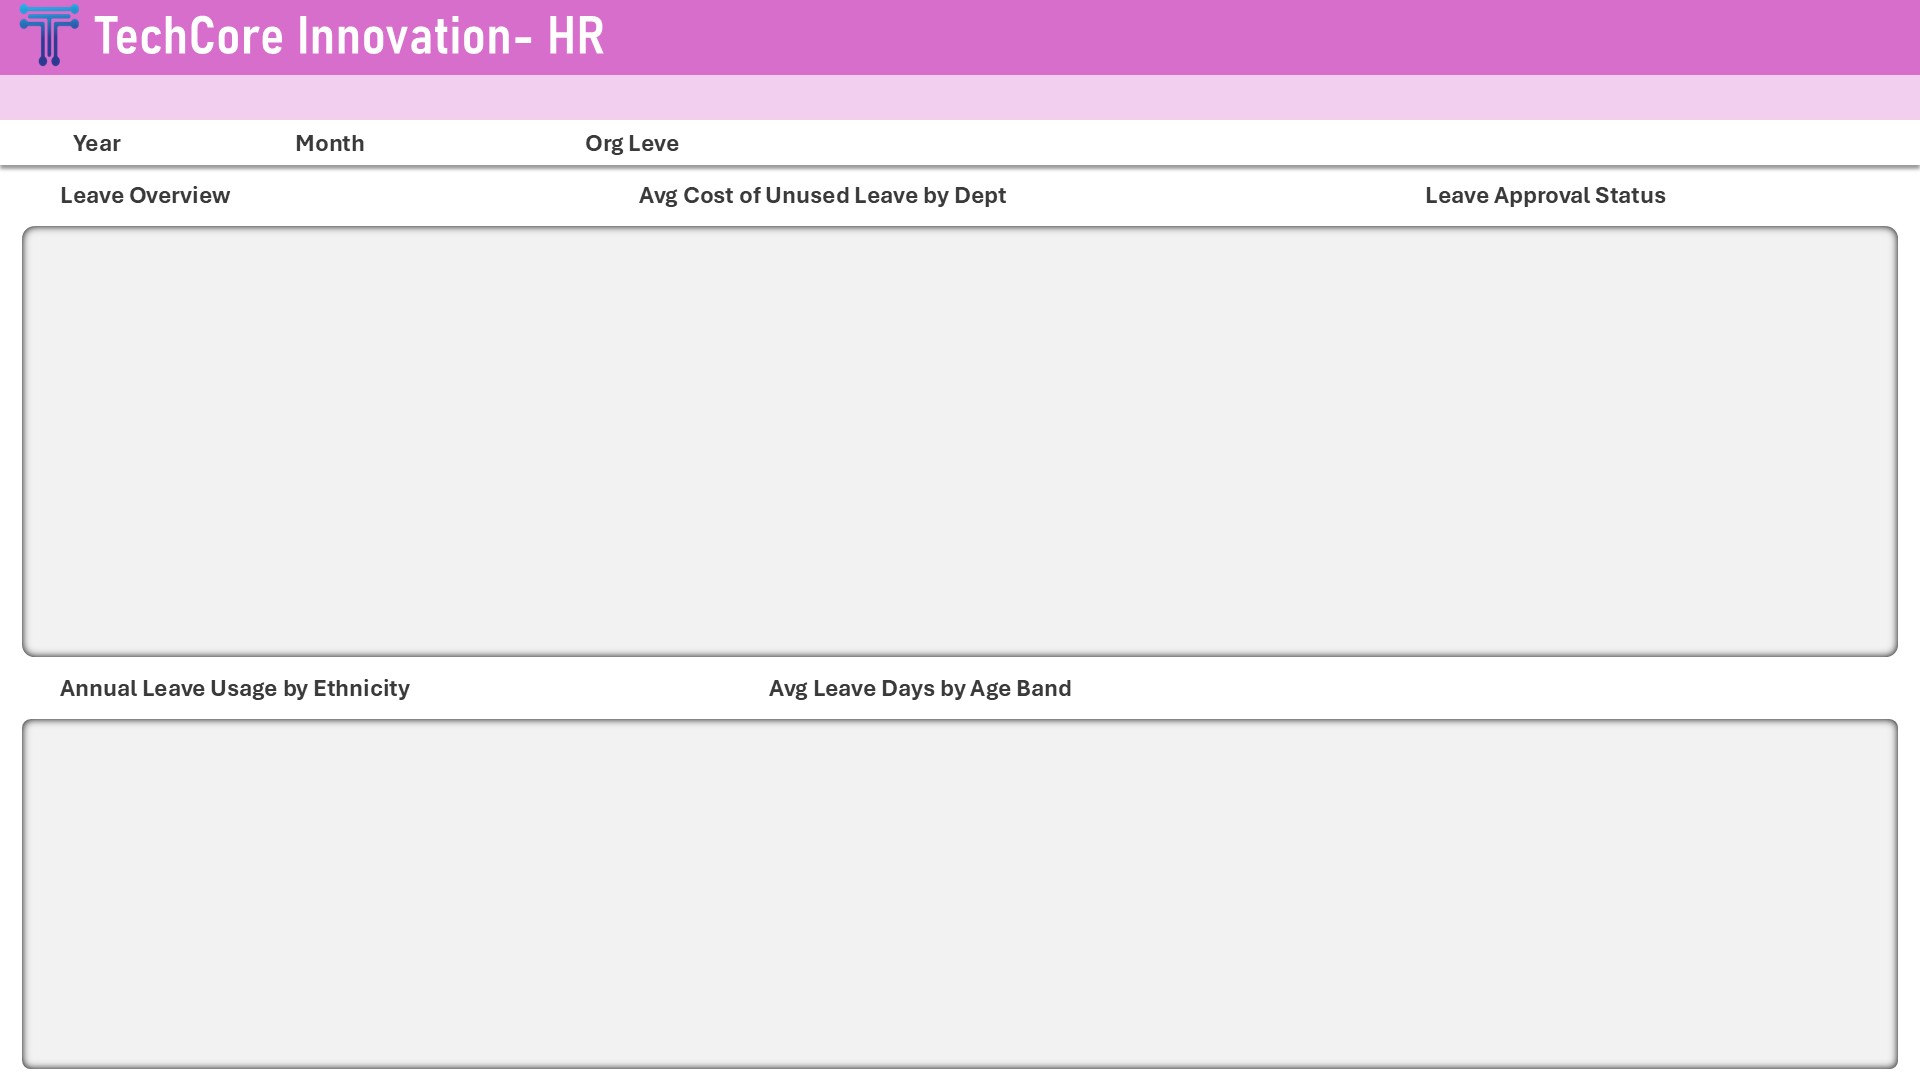 TechCore Innovation- HR
Year Month Org Leve
Leave Overview Avg Cost of Unused Leave by Dept Leave Approval Status
Annual Leave Usage by Ethnicity Avg Leave Days by Age Band